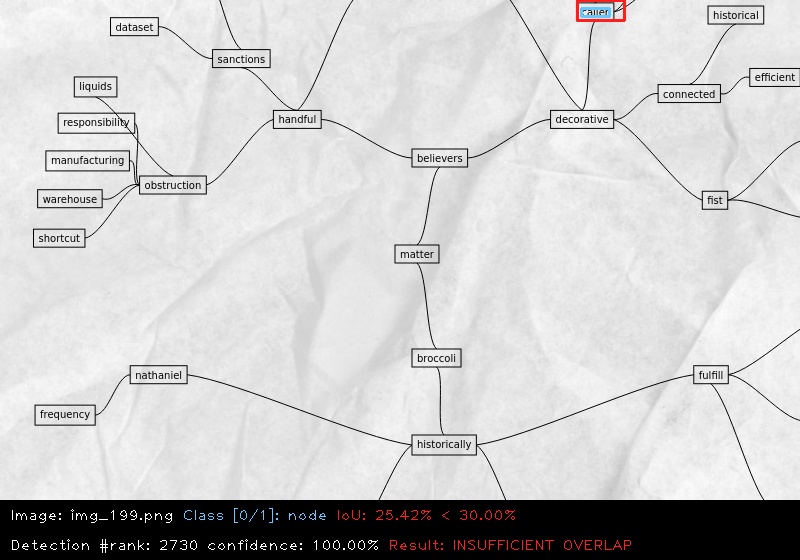 caller
historical
dataset
sanctions
efficient
liquids
connected
responsibility
handful
decorative
manufacturing
believers
obstruction
warehouse
fist
shortcut
matter
broccoli
nathaniel
fulfill
frequency
historically
Image: img_199.png Class [0/1]: node IoU: 25.42% < 30.00%
Detection #rank: 2730 confidence: 100.00% Result: INSUFFICIENT OVERLAP